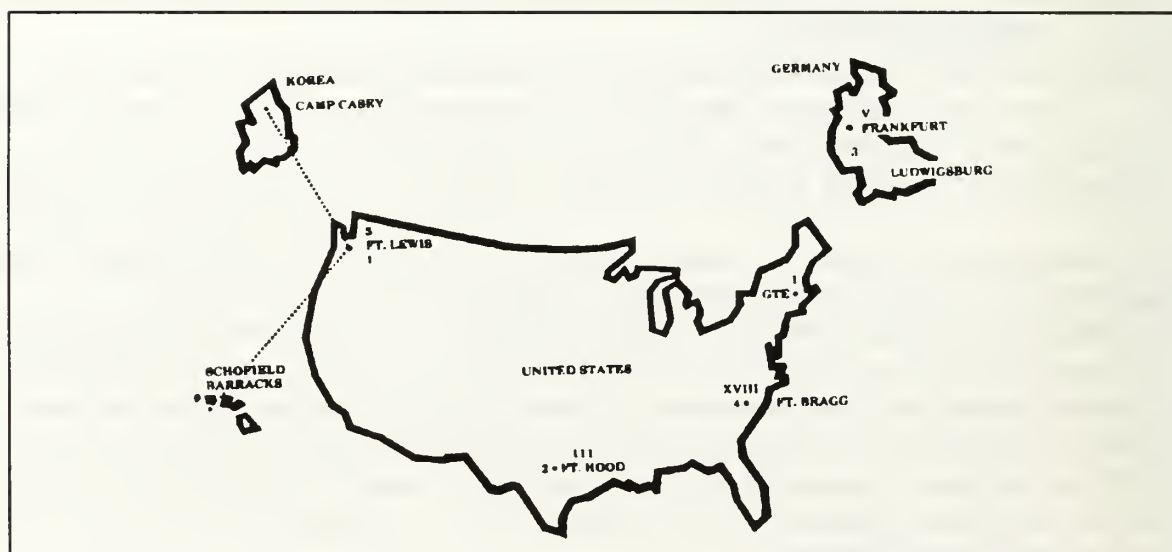 KOREA
CAMP CASEY
GERMANY
V
FRANKFURT
3
LUDWIGSBURG
5
FT. LEWIS
1
1
GTE
SCHOFIELD
BARRACKS
UNITED STATES
XVIII
4
FT. BRAGG
III
2
FT. HOOD